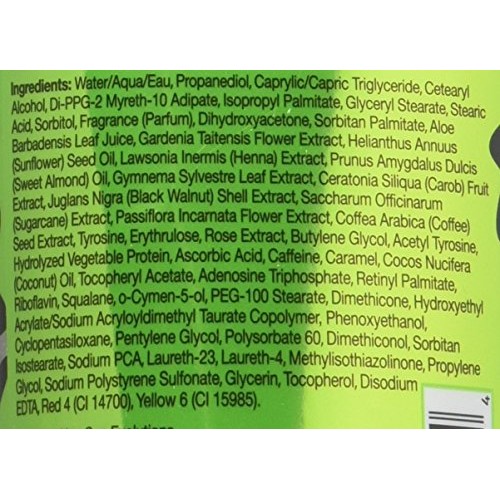 Ingredients: Water/Aqua/Eau, Propanediol, Caprylic/Capric Triglyceride, Cetearyl
Alcohol, Di-PPG-2 Myreth-10 Adipate, Isopropyl Palmitate, Glyceryl Stearate, Stearic
Acid, Sorbitol, Fragrance (Parfum), Dihydroxyacetone, Sorbitan Palmitate, Aloe
Barbadensis Leaf Juice, Gardenia Taitensis Flower Extract, Helianthus Annuus
(Sunflower) Seed Oil, Lawsonia Inermis (Henna) Extract, Prunus Amygdalus Dulcis
(Sweet Almond) Oil, Gymnema Sylvestre Leaf Extract, Ceratonia Siliqua (Carob) Fruit
Extract, Juglans Nigra (Black Walnut) Shell Extract, Saccharum Officinarum
(Sugarcane) Extract, Passiflora Incarnata Flower Extract, Coffea Arabica (Coffee)
Seed Extract, Tyrosine, Erythrulose, Rose Extract, Butylene Glycol, Acetyl Tyrosine,
Hydrolyzed Vegetable Protein, Ascorbic Acid, Caffeine, Caramel, Cocos Nucifera
(Coconut) Oil, Tocopheryl Acetate, Adenosine Triphosphate, Retinyl Palmitate,
Riboflavin, Squalane, o-Cymen-5-ol, PEG-100 Stearate, Dimethicone, Hydroxyethyl
Acrylate/Sodium Acryloyldimethyl Taurate Copolymer, Phenoxyethanol,
Cyclopentasiloxane, Pentylene Glycol, Polysorbate 60, Dimethiconol, Sorbitan
Isostearate, Sodium PCA, Laureth-23, Laureth-4, Methylisothiazolinone, Propylene
Glycol, Sodium Polystyrene Sulfonate, Glycerin, Tocopherol, Disodium
EDTA, Red 4 (CI 14700), Yellow 6 (CI 15985).
4